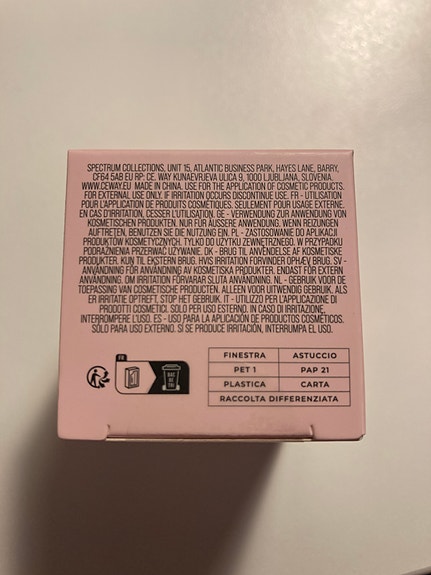 SPECTRUM COLLECTIONS, UNIT 15, ATLANTIC BUSINESS PARK, HAYES LANE, BARRY,
CF64 5AB EU RP: CE. WAY KUNAEVRJEVA ULICA 9, 1000 LJUBLJANA, SLOVENIA.
WWW.CEWAY.EU MADE IN CHINA. USE FOR THE APPLICATION OF COSMETIC PRODUCTS.
FOR EXTERNAL USE ONLY. IF IRRITATION OCCURS DISCONTINUE USE. FR - UTILISATION
POUR L'APPLICATION DE PRODUITS COSMÉTIQUES. SEULEMENT POUR USAGE EXTERNE,
EN CAS D'IRRITATION, CESSER L'UTILISATION. GE - VERWENDUNG ZUR ANWENDUNG VON
KOSMETISCHEN PRODUKTEN. NUR FÜR ÄUSSERE ANWENDUNG. WENN REIZUNGEN
AUFTRETEN, BENUTZEN SIE DIE NUTZUNG EIN. PL - ZASTOSOWANIE DO APLIKACJI
PRODUKTÓW KOSMETYCZNYCH. TYLKO DO UŻYTKU ZEWNĘTRZNEGO. W PRZYPADKU
PODRAŻNIENIA PRZERWAĆ UŻYWANIE. DK - BRUG TIL ANVENDELSE AF KOSMETISKE
PRODUKTER. KUN TIL EKSTERN BRUG. HVIS IRRITATION FORVINDER OPHÆV BRUG. SV -
ANVÄNDNING FÖR ANVÄNDNING AV KOSMETISKA PRODUKTER. ENDAST FÖR EXTERN
ANVÄNDNING. OM IRRITATION FÖRVARAR SLUTA ANVÄNDNING. NL - GEBRUIK VOOR DE
TOEPASSING VAN COSMETISCHE PRODUCTEN. ALLEEN VOOR UITWENDIG GEBRUIK. ALS
ER IRRITATIE OPTREFT, STOP HET GEBRUIK. IT - UTILIZZO PER L'APPLICAZIONE DI
PRODOTTI COSMETICI. SOLO PER USO ESTERNO. IN CASO DI IRRITAZIONE,
INTERROMPERE L'USO. ES - USO PARA LA APLICACIÓN DE PRODUCTOS COSMÉTICOS.
SÓLO PARA USO EXTERNO. SÍ SE PRODUCE IRRITACIÓN, INTERRUMPA EL USO.
FR
BAC DE TRI
FINESTRA ASTUCCIO
PET 1 PAP 21
PLASTICA CARTA
RACCOLTA DIFFERENZIATA